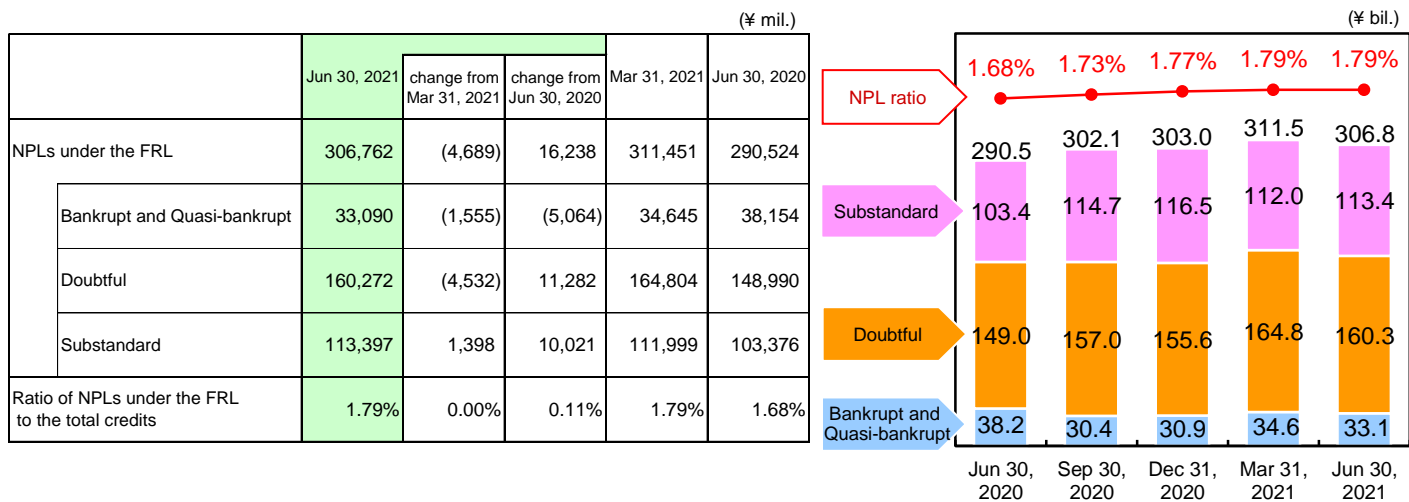 (¥ mil.)
Jun 30, 2021 change from Mar 31, 2021 change from Jun 30, 2020 Mar 31, 2021 Jun 30, 2020
NPLs under the FRL 306,762 (4,689) 16,238 311,451 290,524
Bankrupt and Quasi-bankrupt 33,090 (1,555) (5,064) 34,645 38,154
Doubtful 160,272 (4,532) 11,282 164,804 148,990
Substandard 113,397 1,398 10,021 111,999 103,376
Ratio of NPLs under the FRL
to the total credits 1.79% 0.00% 0.11% 1.79% 1.68%
(¥ bil.)
1.68% 1.73% 1.77% 1.79% 1.79%
NPL ratio
290.5 302.1 303.0 311.5 306.8
Substandard 103.4 114.7 116.5 112.0 113.4
Doubtful 149.0 157.0 155.6 164.8 160.3
Bankrupt and
Quasi-bankrupt 38.2 30.4 30.9 34.6 33.1
Jun 30, Sep 30, Dec 31, Mar 31, Jun 30,
2020 2020 2020 2021 2021